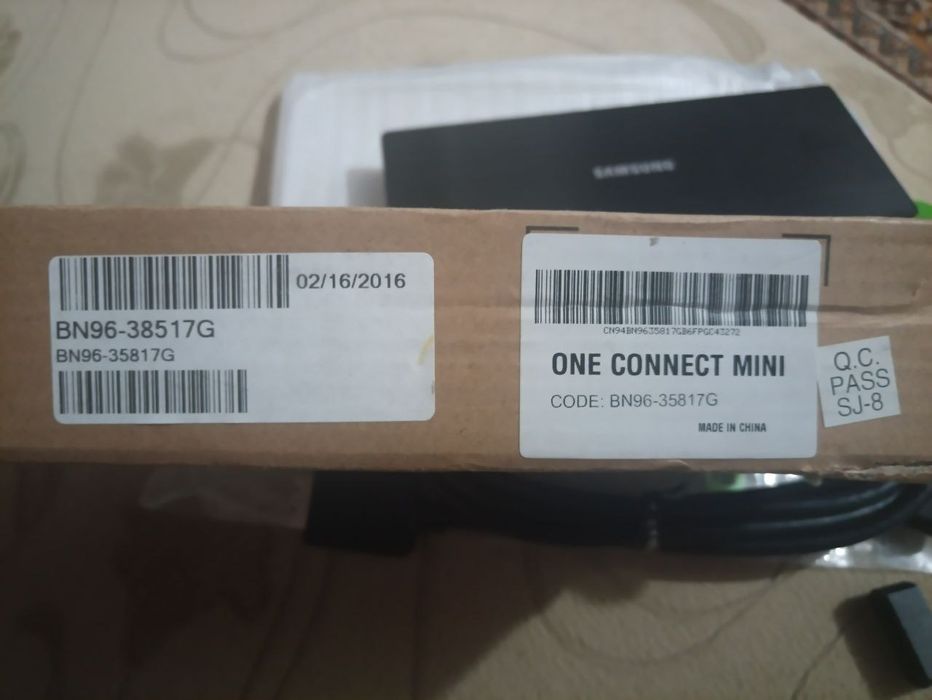 SAMSUNG
02/16/2016
BN96-38517G
BN96-35817G
CN94BN9635817GB6FPGC43272
ONE CONNECT MINI
CODE: BN96-35817G
MADE IN CHINA
Q.C.
PASS
SJ-8